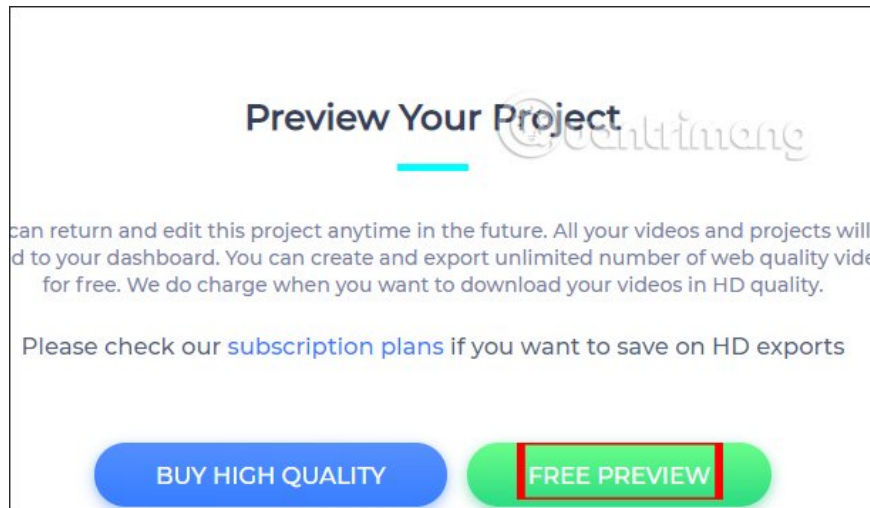 Preview Your Project
@uantrimang
can return and edit this project anytime in the future. All your videos and projects will
d to your dashboard. You can create and export unlimited number of web quality vide
for free. We do charge when you want to download your videos in HD quality.
Please check our subscription plans if you want to save on HD exports
BUY HIGH QUALITY
FREE PREVIEW